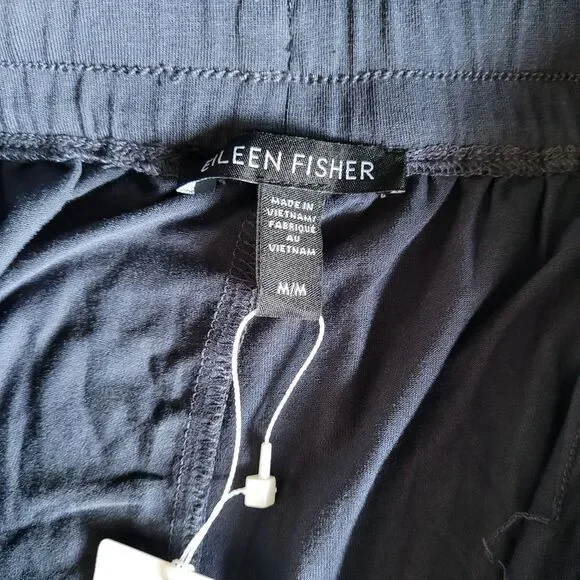 EILEEN FISHER
MADE IN
VIETNAM/
FABRIQUÉ
AU
VIETNAM
M/M